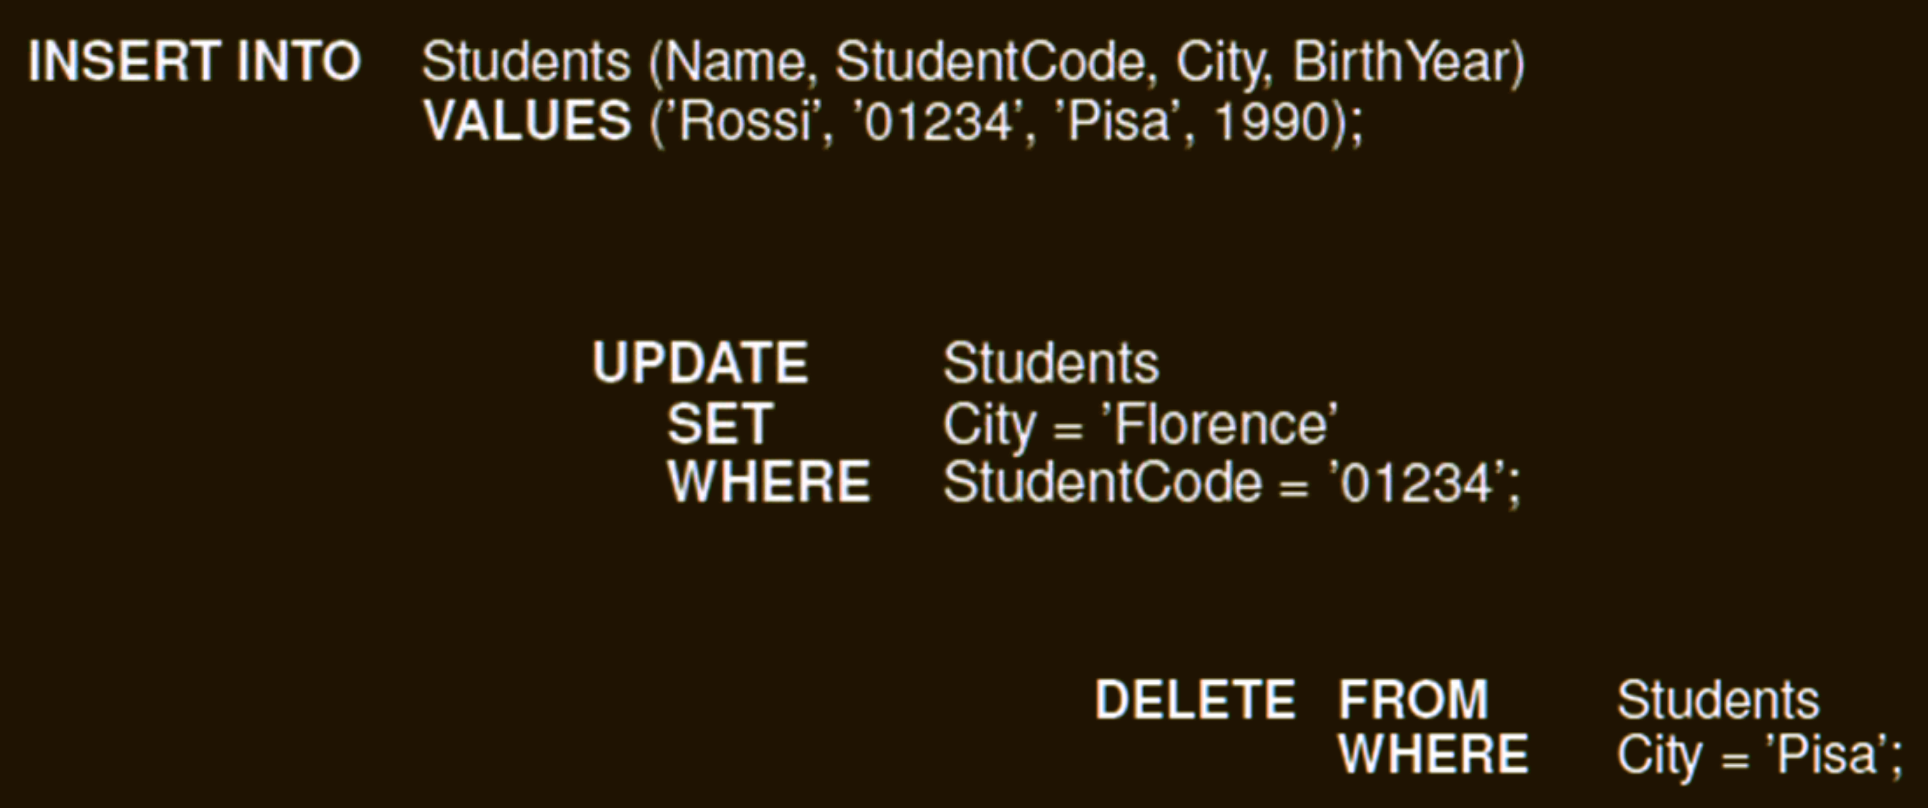 INSERT INTO Students (Name, StudentCode, City, BirthYear)
VALUES (’Rossi’, ’01234’, ’Pisa’, 1990);
UPDATE Students
SET City = ’Florence’
WHERE StudentCode = ’01234’;
DELETE FROM Students
WHERE City = ’Pisa’;